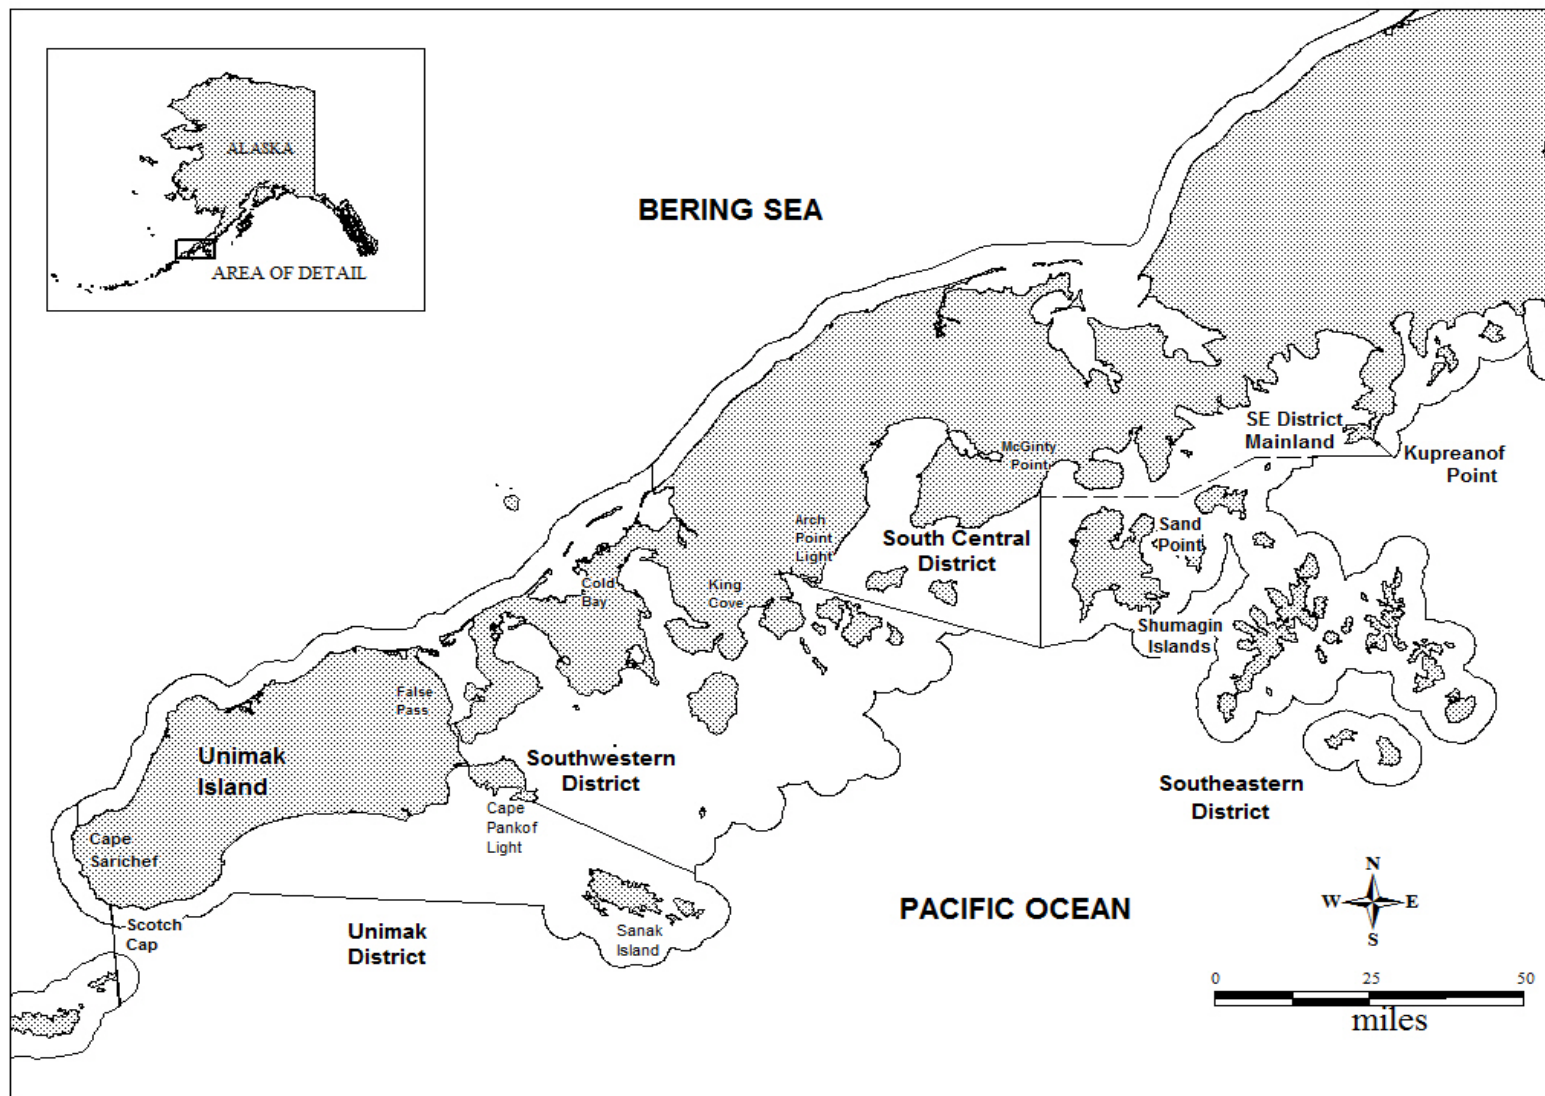 ALASKA
AREA OF DETAIL
BERING SEA
SE District
Mainland
McGinty
Point
Kupreanof
Point
Arch
Point
Light
South Central
District
Sand
Point
Cold
Bay
King
Cove
Shumagin
Islands
False
Pass
Unimak
Island
Southwestern
District
Southeastern
District
Cape
Pankof
Light
Cape
Sarichef
Scotch
Cap
Unimak
District
Sanak
Island
PACIFIC OCEAN
N
W E
S
0 25 50
miles